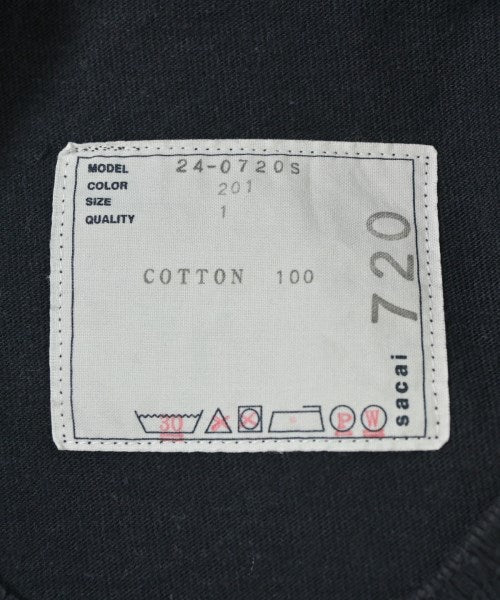 MODEL 24-0720S
COLOR 201
SIZE 1
QUALITY
COTTON 100
30 P W
sacai 720